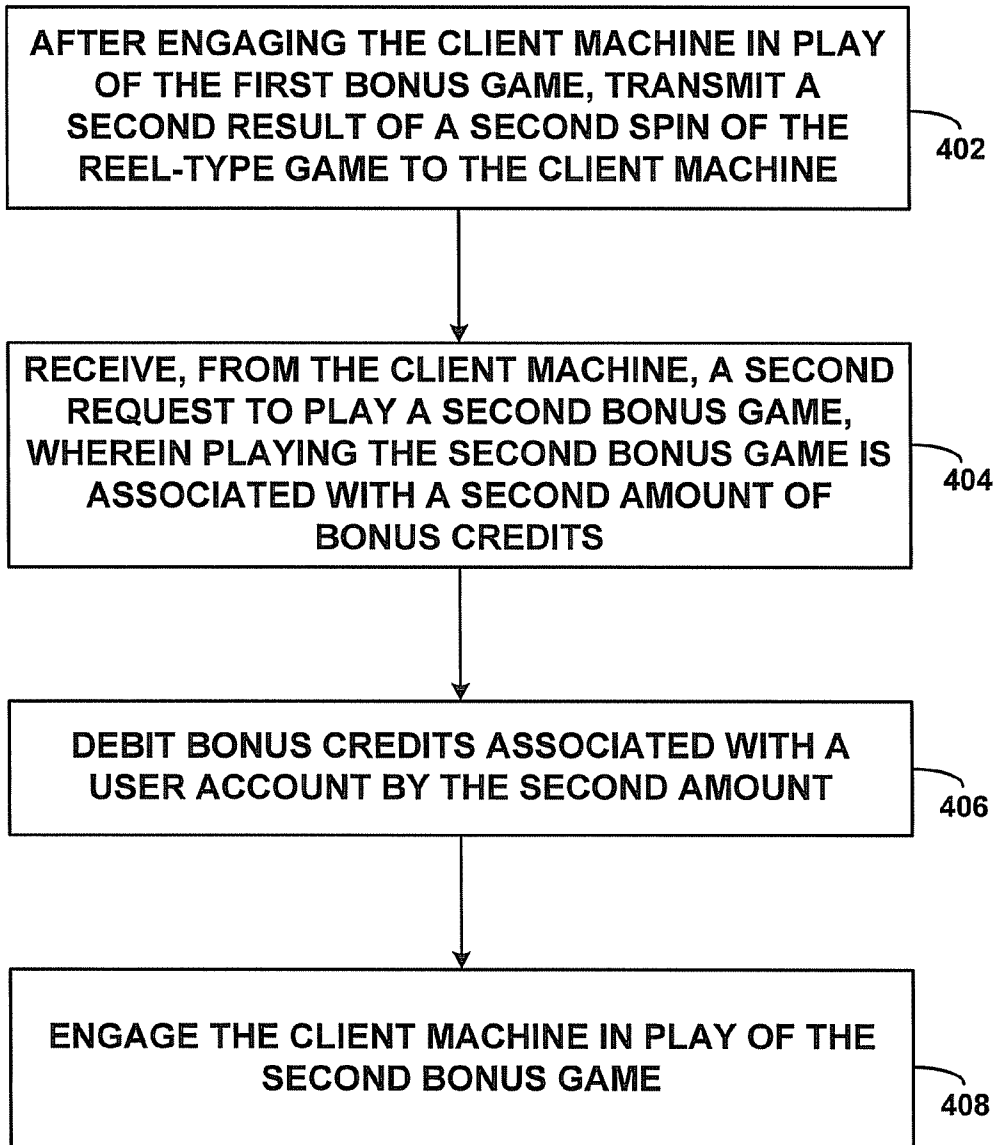 AFTER ENGAGING THE CLIENT MACHINE IN PLAY
OF THE FIRST BONUS GAME, TRANSMIT A
SECOND RESULT OF A SECOND SPIN OF THE
REEL-TYPE GAME TO THE CLIENT MACHINE
402
RECEIVE, FROM THE CLIENT MACHINE, A SECOND
REQUEST TO PLAY A SECOND BONUS GAME,
WHEREIN PLAYING THE SECOND BONUS GAME IS
ASSOCIATED WITH A SECOND AMOUNT OF
BONUS CREDITS
404
DEBIT BONUS CREDITS ASSOCIATED WITH A
USER ACCOUNT BY THE SECOND AMOUNT
406
ENGAGE THE CLIENT MACHINE IN PLAY OF THE
SECOND BONUS GAME
408